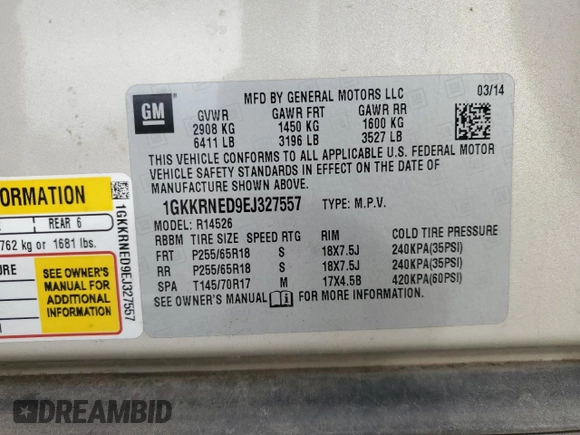 MFD BY GENERAL MOTORS LLC 03/14
GM
GVWR GAWR FRT GAWR RR
2908 KG 1450 KG 1600 KG
6411 LB 3196 LB 3527 LB
THIS VEHICLE CONFORMS TO ALL APPLICABLE U.S. FEDERAL MOTOR
VEHICLE SAFETY STANDARDS IN EFFECT ON THE DATE OF
MANUFACTURE SHOWN ABOVE.
1GKKRNED9EJ327557 TYPE: M.P.V.
MODEL: R14526
RBBM TIRE SIZE SPEED RTG RIM COLD TIRE PRESSURE
FRT P255/65R18 S 18X7.5J 240KPA(35PSI)
RR P255/65R18 S 18X7.5J 240KPA(35PSI)
SPA T145/70R17 M 17X4.5B 420KPA(60PSI)
SEE OWNER'S MANUAL FOR MORE INFORMATION.
REAR 6
762 kg or 1681 lbs.
SEE OWNER'S
MANUAL FOR
ADDITIONAL
INFORMATION
1GKKRNED9EJ327557
DREAMBID